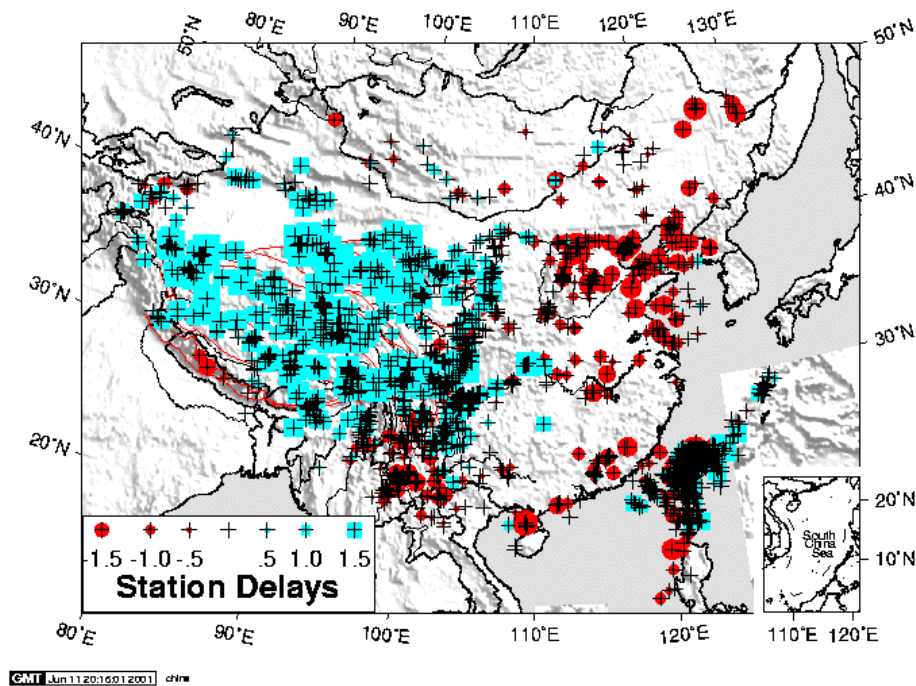 80°E 90°E 100°E 110°E 120°E 130°E
50°N 50°N
40°N
40°N
30°N
30°N
20°N
20°N
South
China
Sea
10°N
-1.5 -1.0 -.5 .5 1.0 1.5
Station Delays
80°E 90°E 100°E 110°E 120°E 110°E 120°E
GMT Jun 11 20:16:01 2001 china